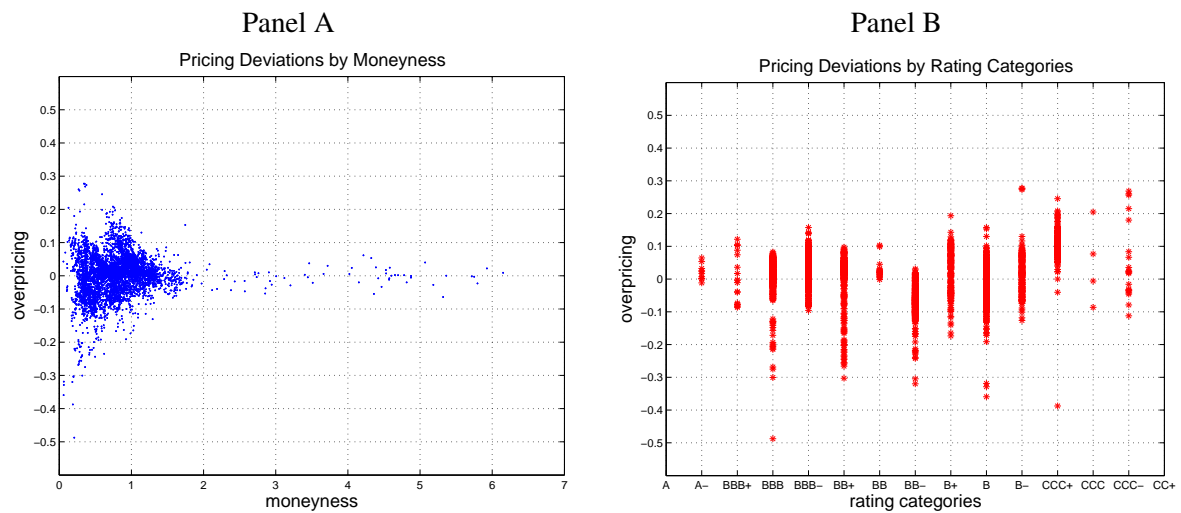 Panel A
Pricing Deviations by Moneyness
overpricing
0.5
0.4
0.3
0.2
0.1
0
−0.1
−0.2
−0.3
−0.4
−0.5
0 1 2 3 4 5 6 7
moneyness
Panel B
Pricing Deviations by Rating Categories
overpricing
0.5
0.4
0.3
0.2
0.1
0
−0.1
−0.2
−0.3
−0.4
−0.5
A A− BBB+ BBB BBB− BB+ BB BB− B+ B B− CCC+ CCC CCC− CC+
rating categories